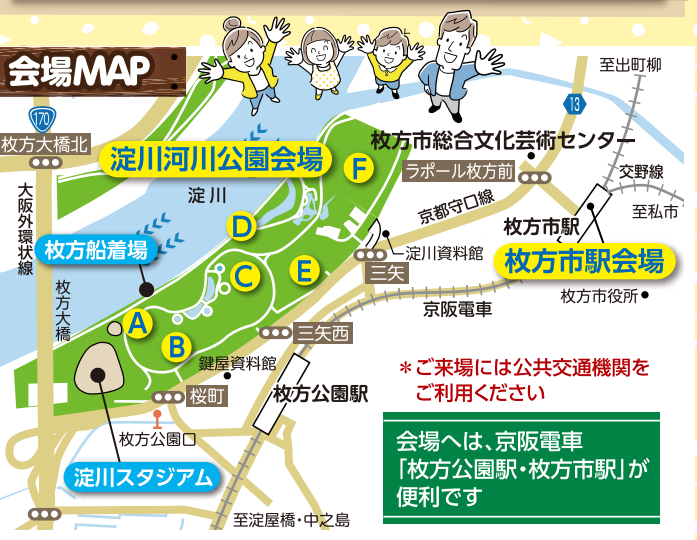 会場MAP
至出町柳
170
13
枚方大橋北
枚方市総合文化芸術センター
淀川河川公園会場
F
ラポール枚方前
交野線
大阪外環状線
淀川
京都守口線
至私市
D
枚方市駅
枚方船着場
淀川資料館
枚方市駅会場
C
E
三矢
枚方大橋
枚方市役所
京阪電車
A
B
三矢西
鍵屋資料館
＊ご来場には公共交通機関を
ご利用ください
桜町
枚方公園駅
枚方公園口
会場へは、京阪電車
「枚方公園駅・枚方市駅」が
便利です
淀川スタジアム
至淀屋橋・中之島